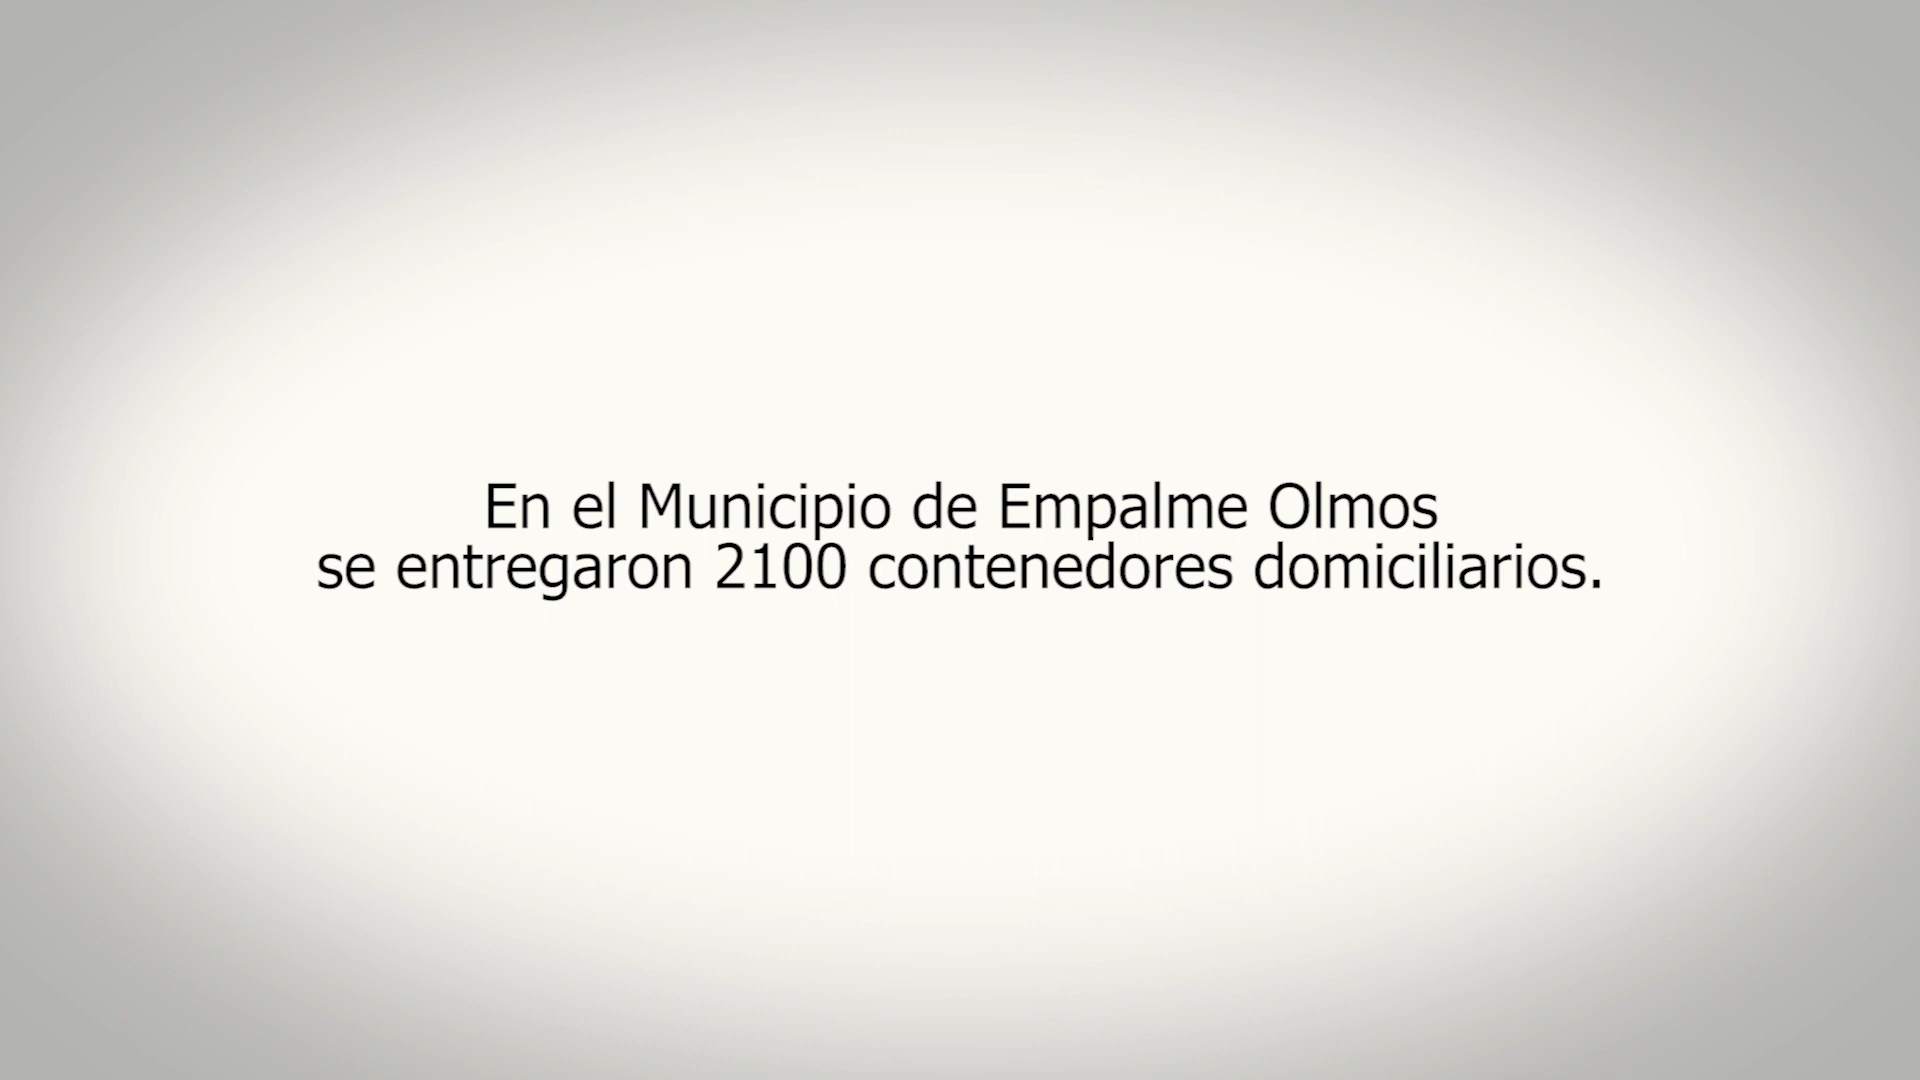 En el Municipio de Empalme Olmos
se entregaron 2100 contenedores domiciliarios.